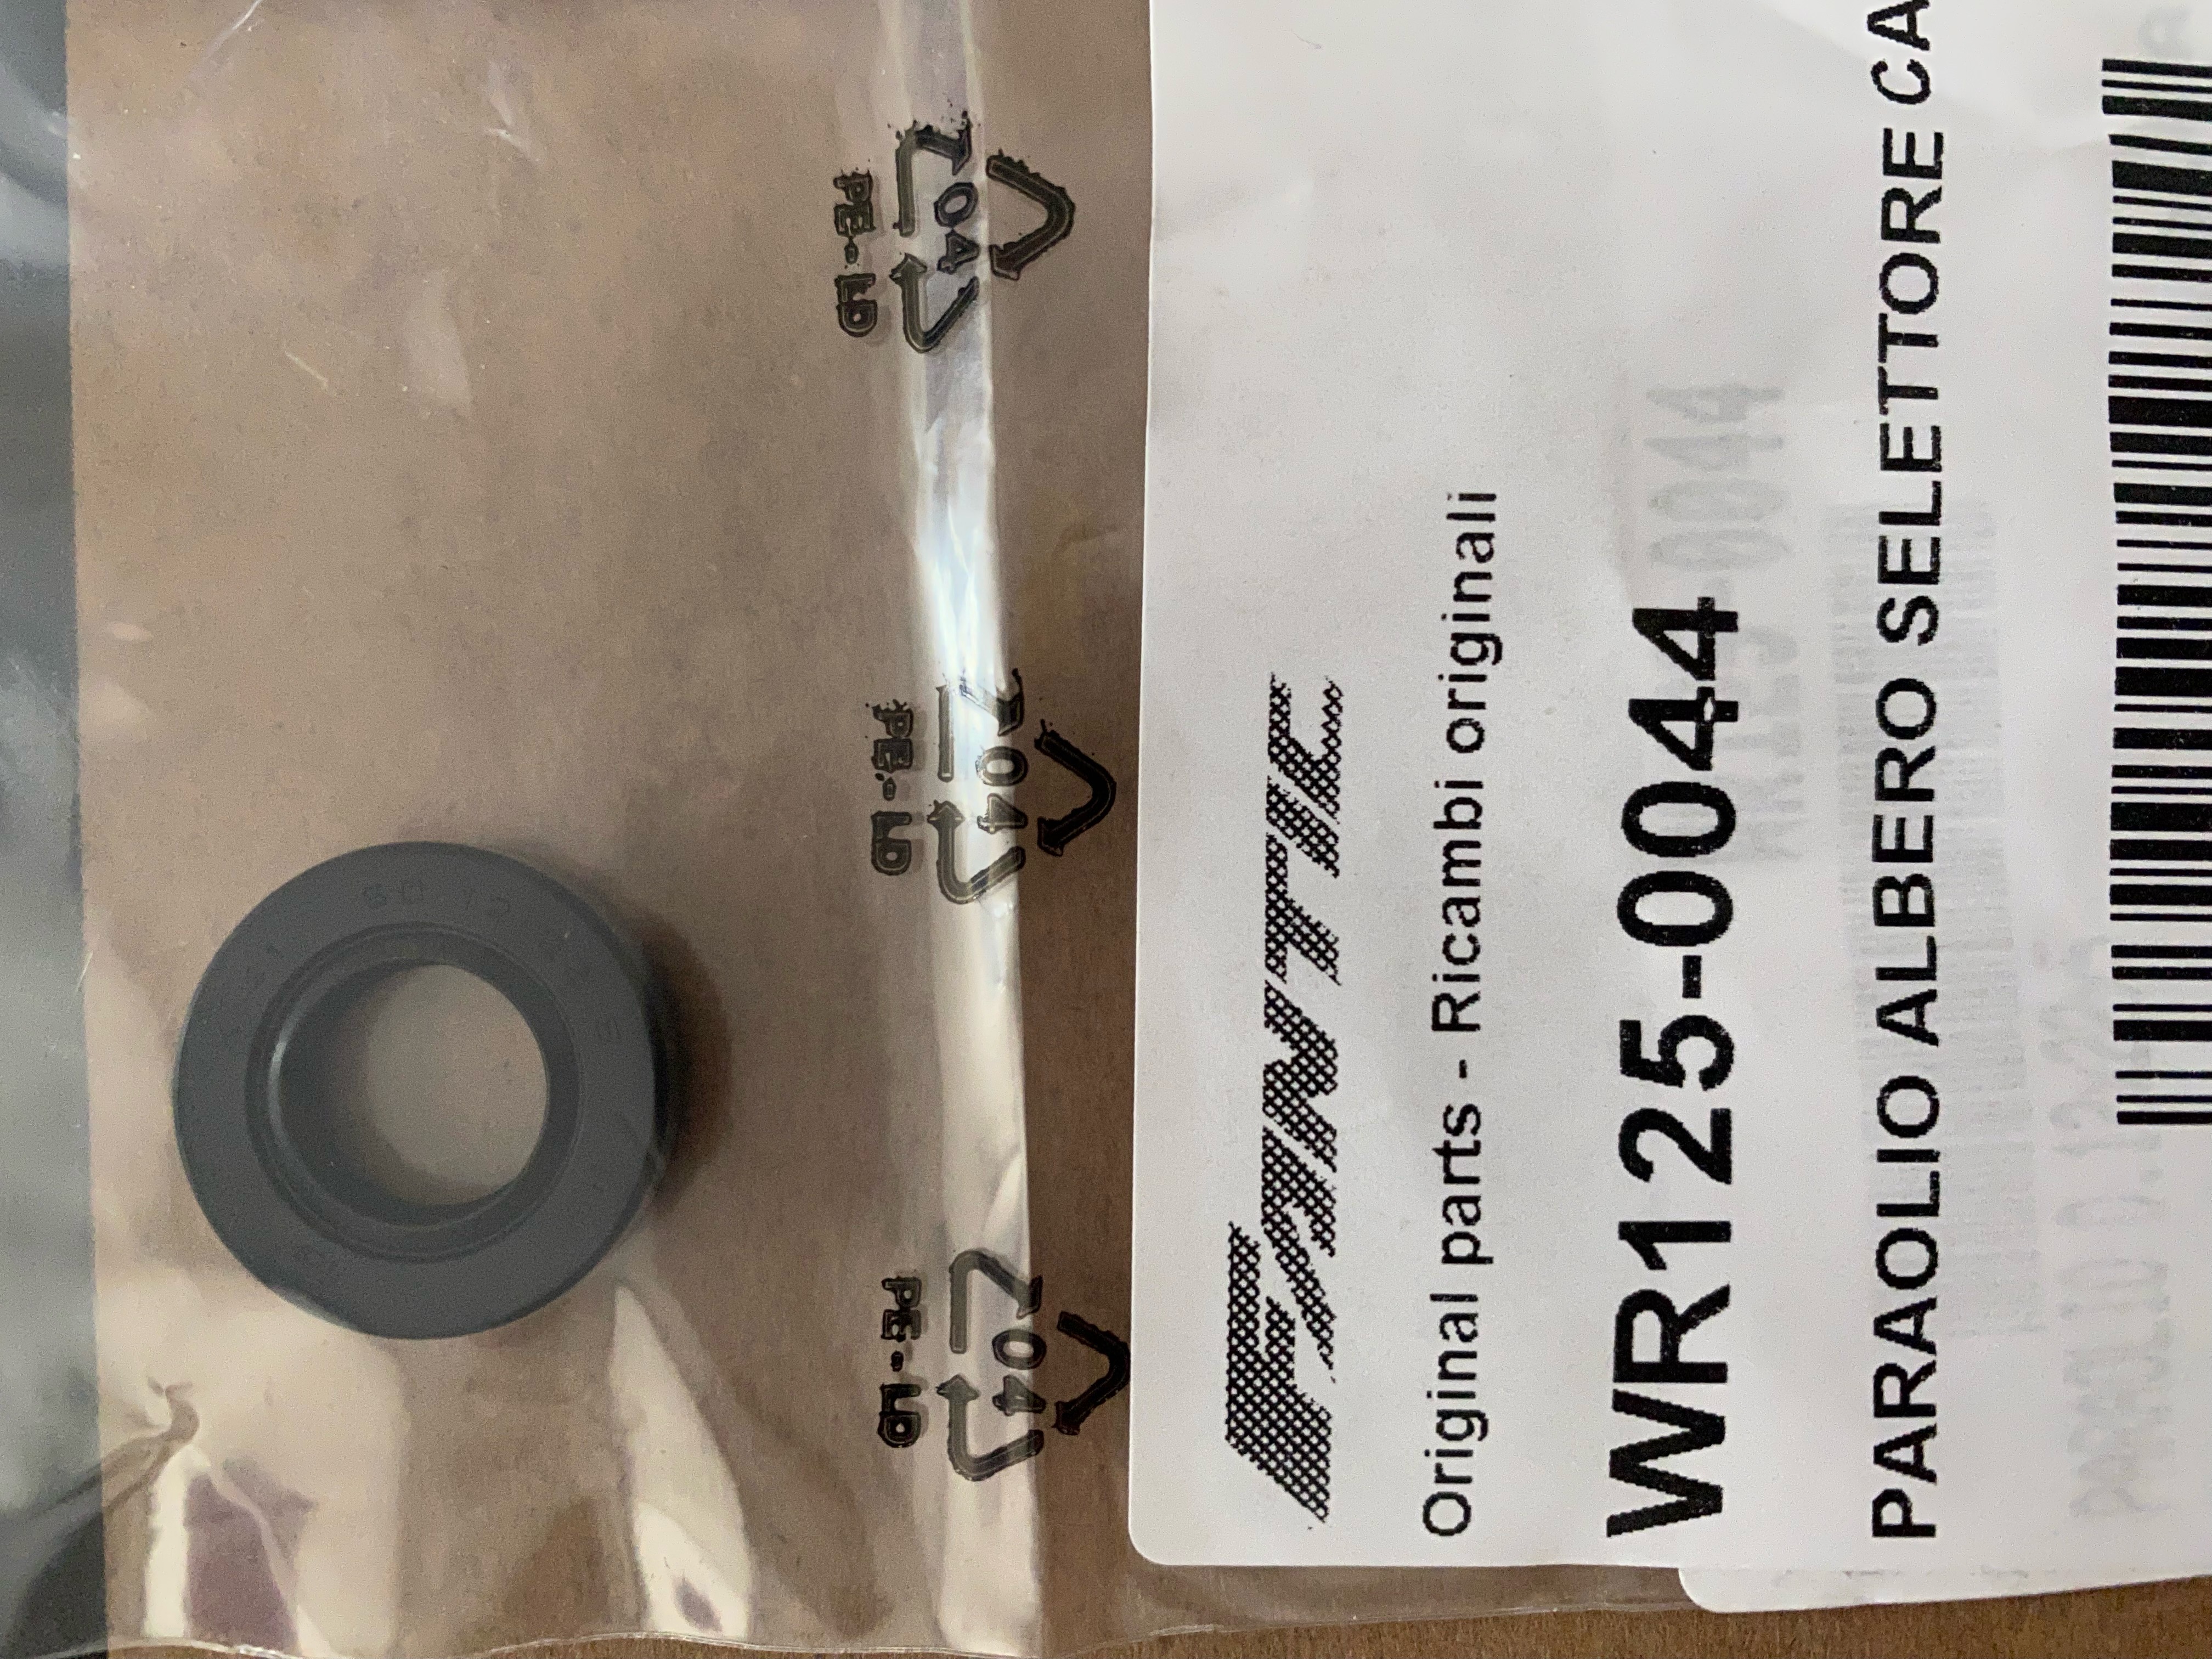 FANTIC
Original parts - Ricambi originali
WR125-0044
PARAOLIO ALBERO SELETTORE CA
04
PE-LD
04
PE-LD
04
PE-LD